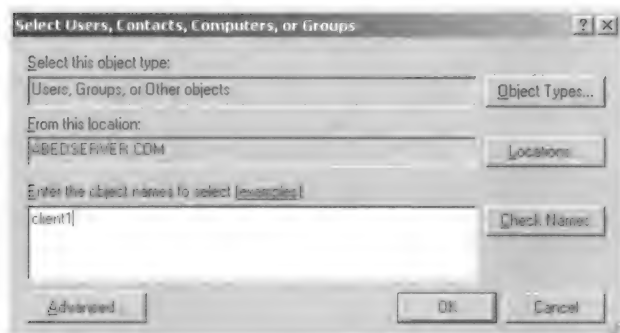 Select Users, Contacts, Computers, or Groups
Select this object type:
Users, Groups, or Other objects
Object Types...
From this location:
ABEDSERVER.COM
Locations...
Enter the object names to select (examples):
client1
Check Names
Advanced...
OK
Cancel